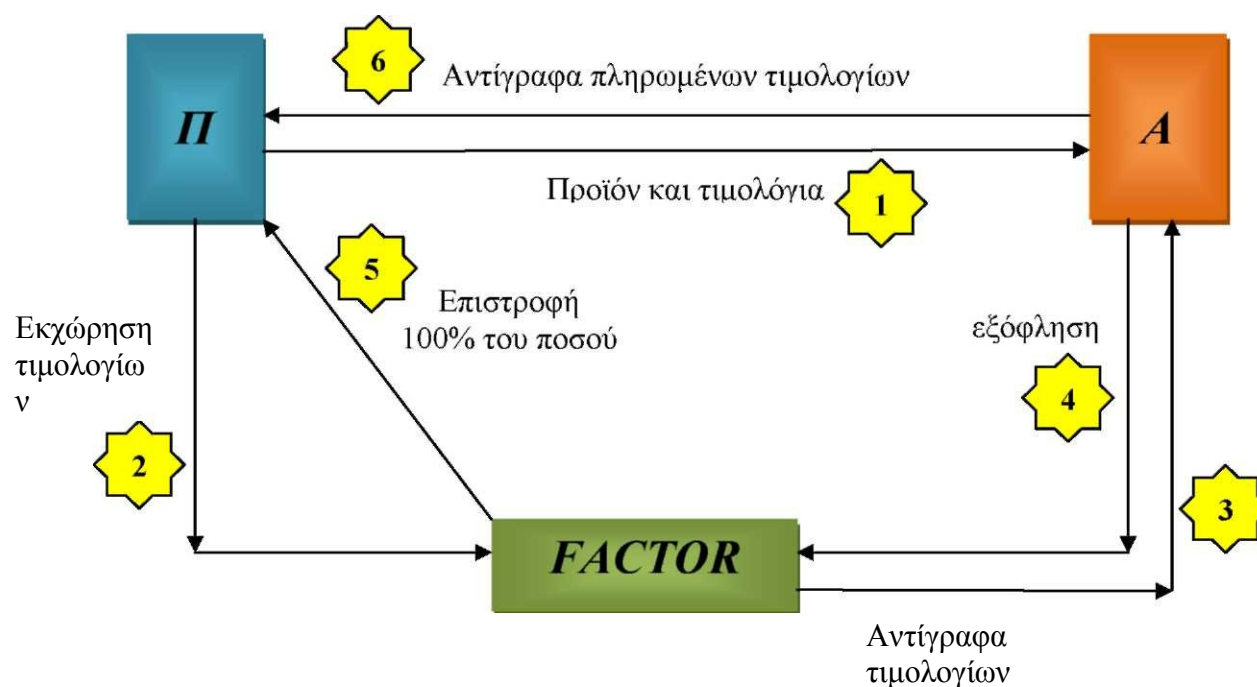 6
Αντίγραφα πληρωμένων τιμολογίων
Π
Α
Προϊόν και τιμολόγια
1
5
Επιστροφή
100% του ποσού
Εκχώρηση
τιμολογίω
ν
εξόφληση
4
2
3
FACTOR
Αντίγραφα
τιμολογίων